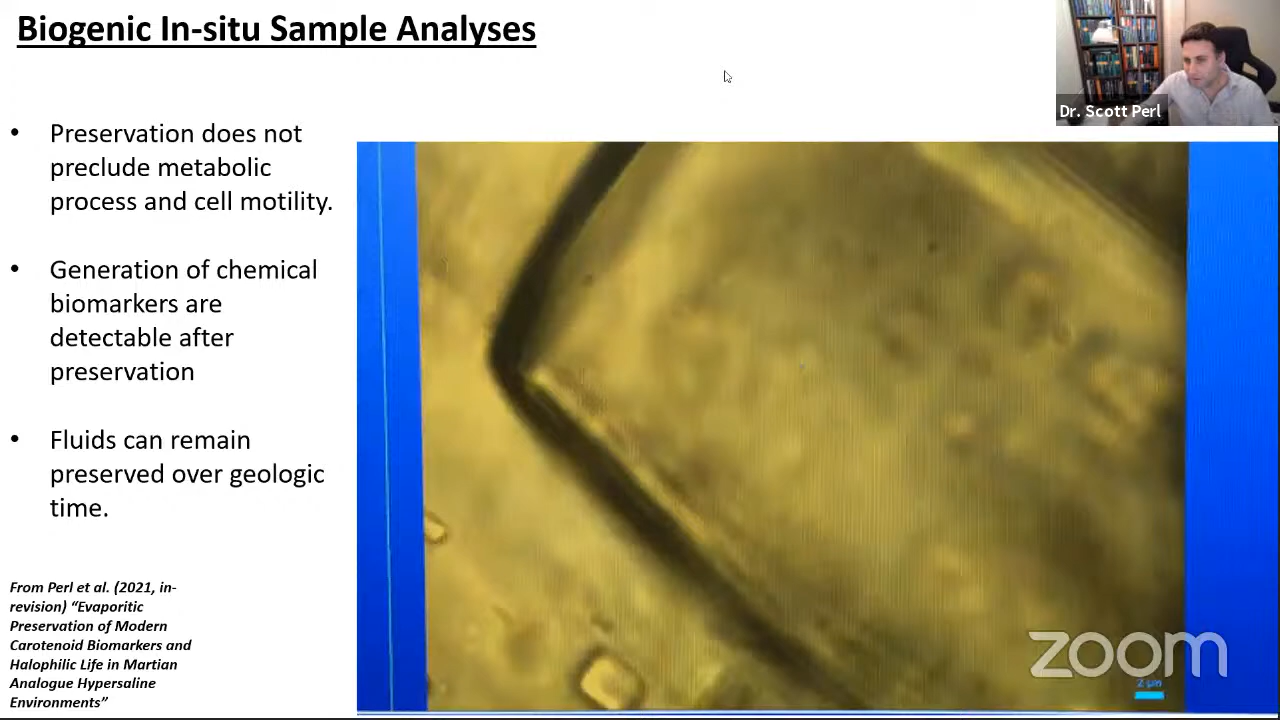 Biogenic In-situ Sample Analyses
Dr. Scott Perl
• Preservation does not
preclude metabolic
process and cell motility.
• Generation of chemical
biomarkers are
detectable after
preservation
• Fluids can remain
preserved over geologic
time.
From Perl et al. (2021, in-
revision) “Evaporitic
Preservation of Modern
Carotenoid Biomarkers and
Halophilic Life in Martian
Analogue Hypersaline
Environments”
zoom
2 μm